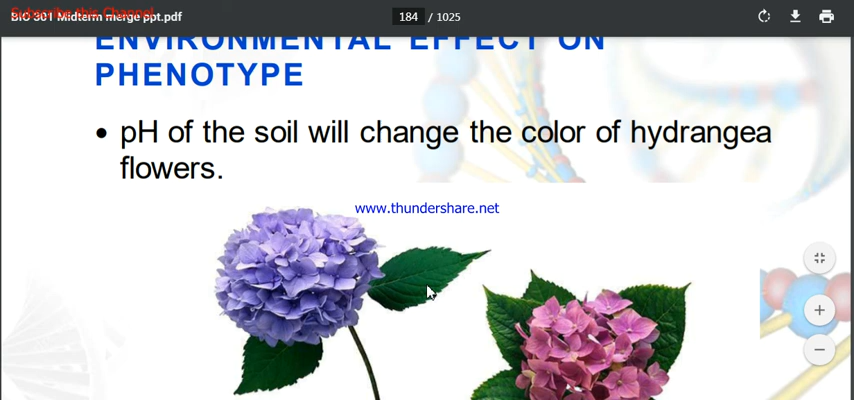 Subscribe this Channel
BIO 301 Midterm merge ppt.pdf
184 / 1025
ENVIRONMENTAL EFFECT ON
PHENOTYPE
• pH of the soil will change the color of hydrangea
flowers.
www.thundershare.net